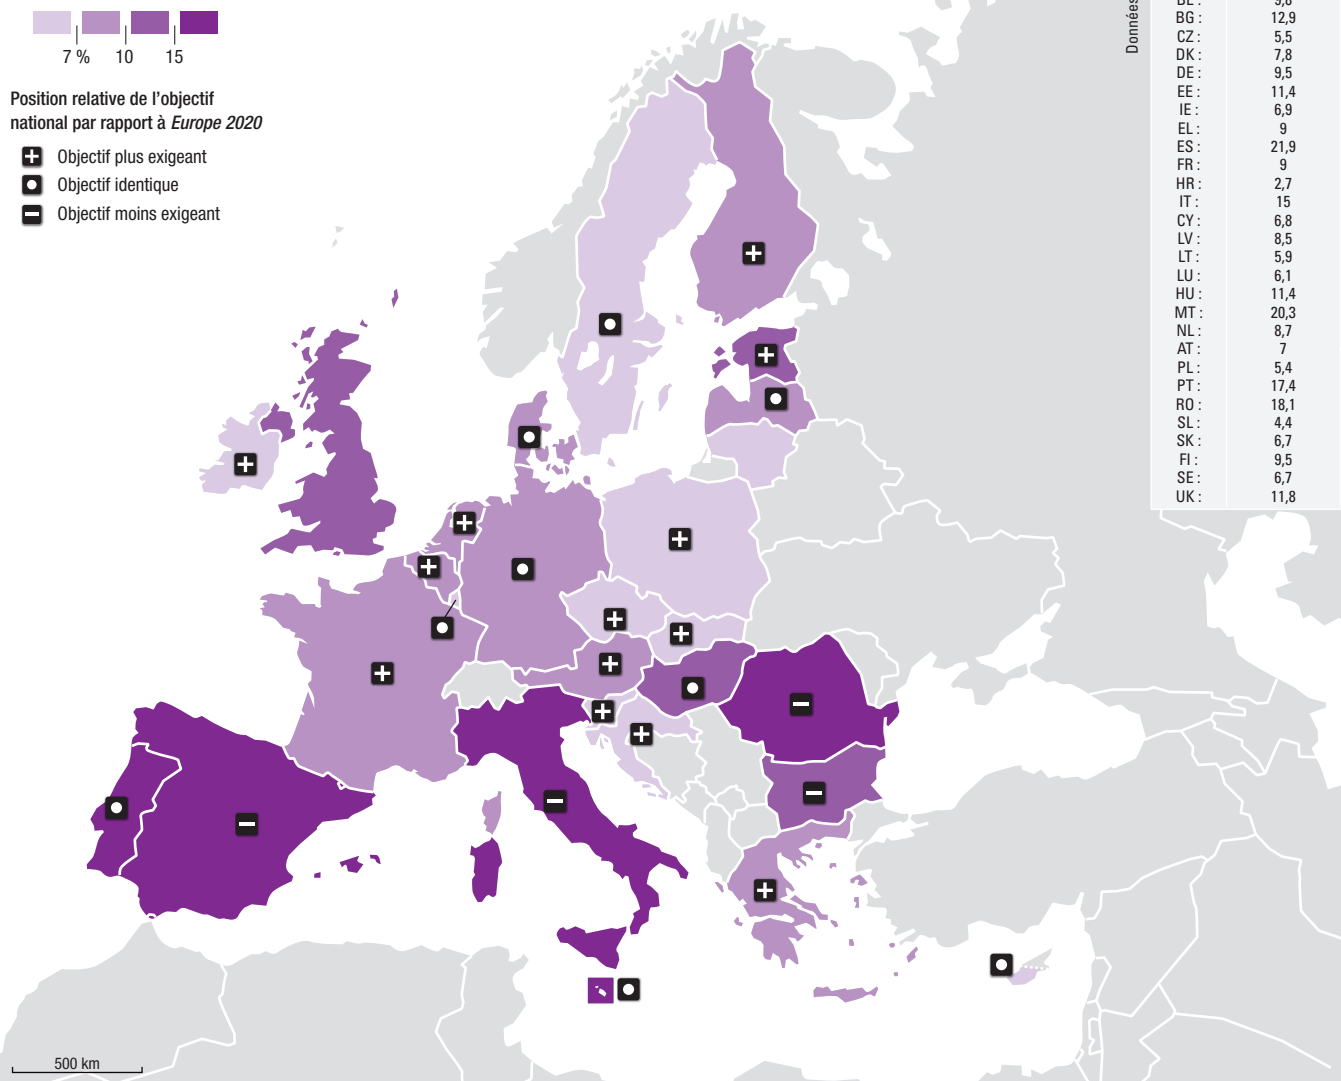 7 %
10
15
Position relative de l’objectif
national par rapport à Europe 2020
Objectif plus exigeant
Objectif identique
Objectif moins exigeant
500 km
Données
BE : 9,8
BG : 12,9
CZ : 5,5
DK : 7,8
DE : 9,5
EE : 11,4
IE : 6,9
EL : 9
ES : 21,9
FR : 9
HR : 2,7
IT : 15
CY : 6,8
LV : 8,5
LT : 5,9
LU : 6,1
HU : 11,4
MT : 20,3
NL : 8,7
AT : 7
PL : 5,4
PT : 17,4
RO : 18,1
SL : 4,4
SK : 6,7
FI : 9,5
SE : 6,7
UK : 11,8